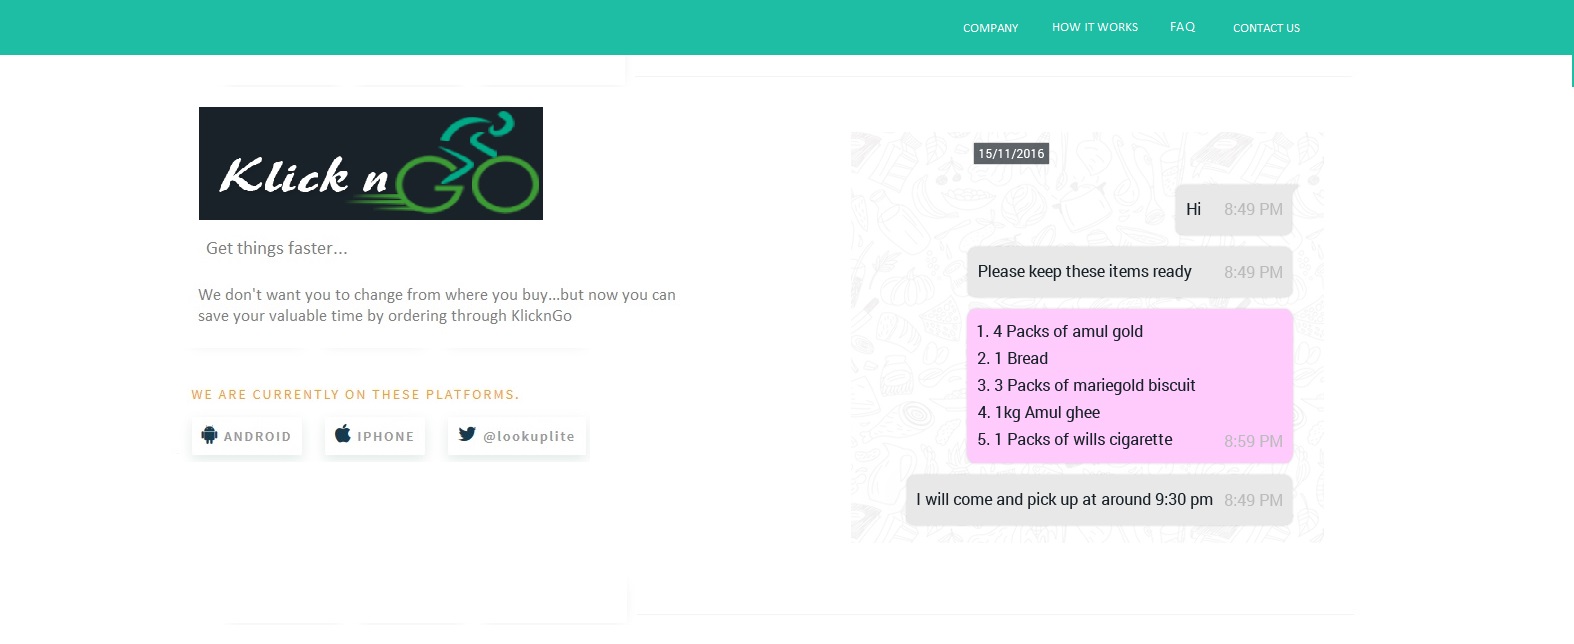 COMPANY HOW IT WORKS FAQ CONTACT US
Klick n GO
Get things faster...
We don't want you to change from where you buy...but now you can
save your valuable time by ordering through KlicknGo
WE ARE CURRENTLY ON THESE PLATFORMS.
ANDROID IPHONE @lookuplite
15/11/2016
Hi 8:49 PM
Please keep these items ready 8:49 PM
1. 4 Packs of amul gold
2. 1 Bread
3. 3 Packs of mariegold biscuit
4. 1kg Amul ghee
5. 1 Packs of wills cigarette 8:59 PM
I will come and pick up at around 9:30 pm 8:49 PM